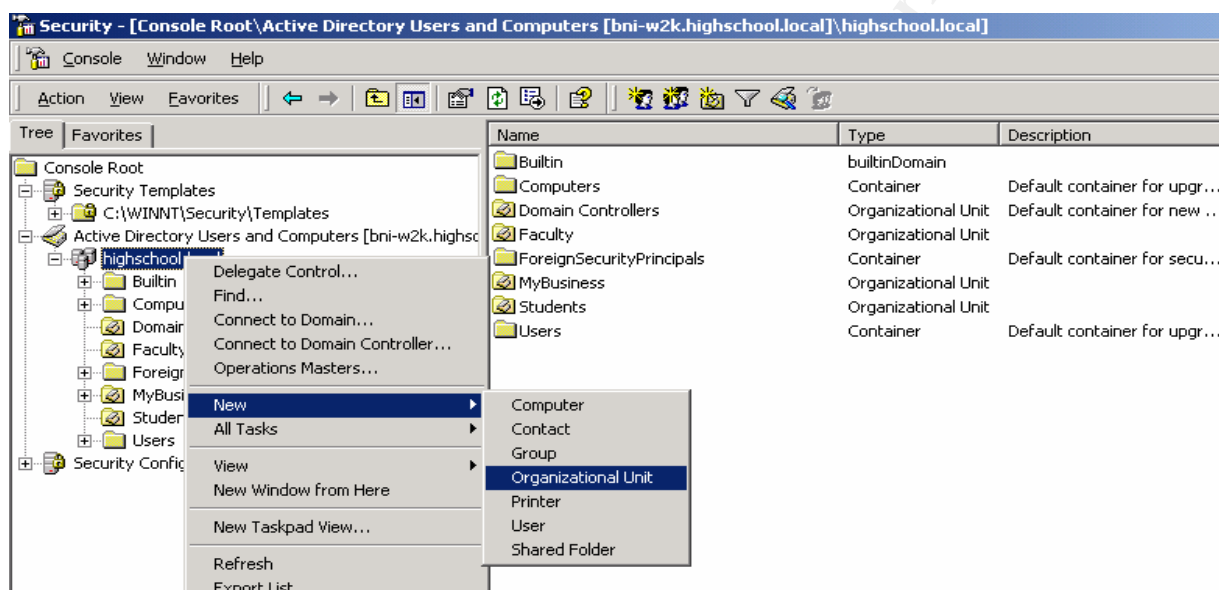 Security - [Console Root\Active Directory Users and Computers [bni-w2k.highschool.local]\highschool.local]
Console Window Help
Action View Favorites
Tree Favorites
Console Root
Security Templates
C:\WINNT\Security\Templates
Active Directory Users and Computers [bni-w2k.highsc
highschool.
Builtin
Compu
Domain
Faculty
Foreign
MyBusi
Studen
Users
Security Config
Name Type Description
Builtin builtinDomain
Computers Container Default container for upgr...
Domain Controllers Organizational Unit Default container for new ...
Faculty Organizational Unit
ForeignSecurityPrincipals Container Default container for secu...
MyBusiness Organizational Unit
Students Organizational Unit
Users Container Default container for upgr...
Delegate Control...
Find...
Connect to Domain...
Connect to Domain Controller...
Operations Masters...
New
All Tasks
View
New Window from Here
New Taskpad View...
Refresh
Export List...
Computer
Contact
Group
Organizational Unit
Printer
User
Shared Folder